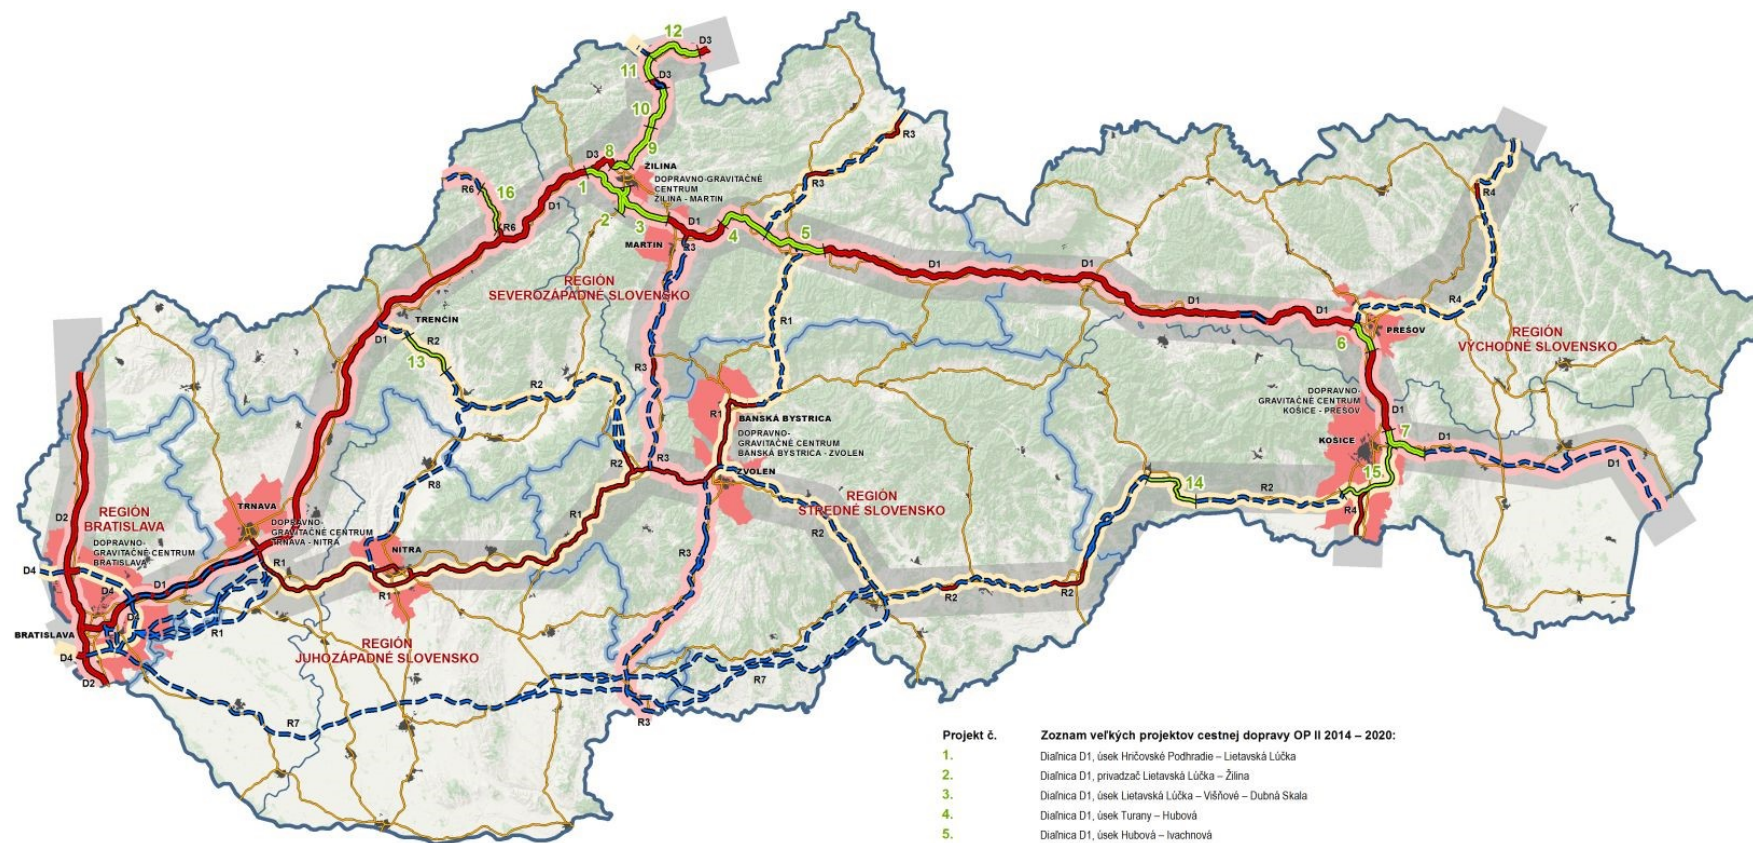 12
D3
11
D3
10
R3
8
9
D3
ŽILINA
DOPRAVNO-GRAVITAČNÉ
CENTRUM
ŽILINA - MARTIN
R3
R4
16
R6
1
D1
2
3
D1
R6
4
5
MARTIN
R3
D1
D1
REGIÓN
SEVEROZÁPADNÉ SLOVENSKO
D1
D1
R4
TRENČÍN
D1
R2
13
R1
6
PREŠOV
REGIÓN
VÝCHODNÉ SLOVENSKO
R3
R2
DOPRAVNO-
GRAVITAČNÉ CENTRUM
KOŠICE - PREŠOV
R1
BANSKÁ BYSTRICA
DOPRAVNO-
GRAVITAČNÉ CENTRUM
BANSKÁ BYSTRICA - ZVOLEN
D1
7
KOŠICE
D1
D1
R8
R2
R3
ZVOLEN
15
14
R2
R4
REGIÓN
STREDNÉ SLOVENSKO
TRNAVA
DOPRAVNO-
GRAVITAČNÉ CENTRUM
TRNAVA - NITRA
REGIÓN
BRATISLAVA
D2
DOPRAVNO-
GRAVITAČNÉ CENTRUM
BRATISLAVA
R1
R2
NITRA
R3
D4
R1
D1
D4
R1
R2
R2
D4
R1
BRATISLAVA
REGIÓN
JUHOZÁPADNÉ SLOVENSKO
D4
D2
R7
R7
R3
Projekt č. Zoznam veľkých projektov cestnej dopravy OP II 2014 – 2020:
1. Diaľnica D1, úsek Hričovské Podhradie – Lietavská Lúčka
2. Diaľnica D1, privádzač Lietavská Lúčka – Žilina
3. Diaľnica D1, úsek Lietavská Lúčka – Višňové – Dubná Skala
4. Diaľnica D1, úsek Turany – Hubová
5. Diaľnica D1, úsek Hubová – Ivachnová